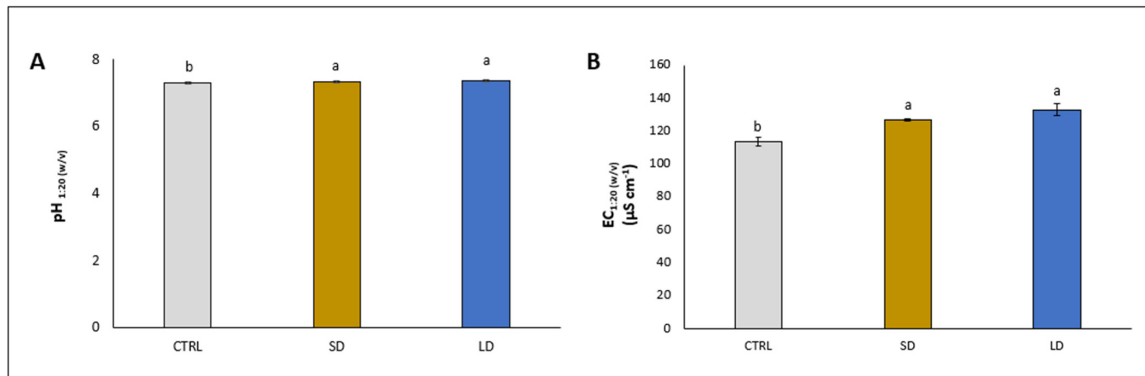 A
pH 1:20 (w/v)
8
6
4
2
0
b
a
a
CTRL
SD
LD
B
EC1:20 (w/v)
(µS cm-1)
160
140
120
100
80
60
40
20
0
b
a
a
CTRL
SD
LD